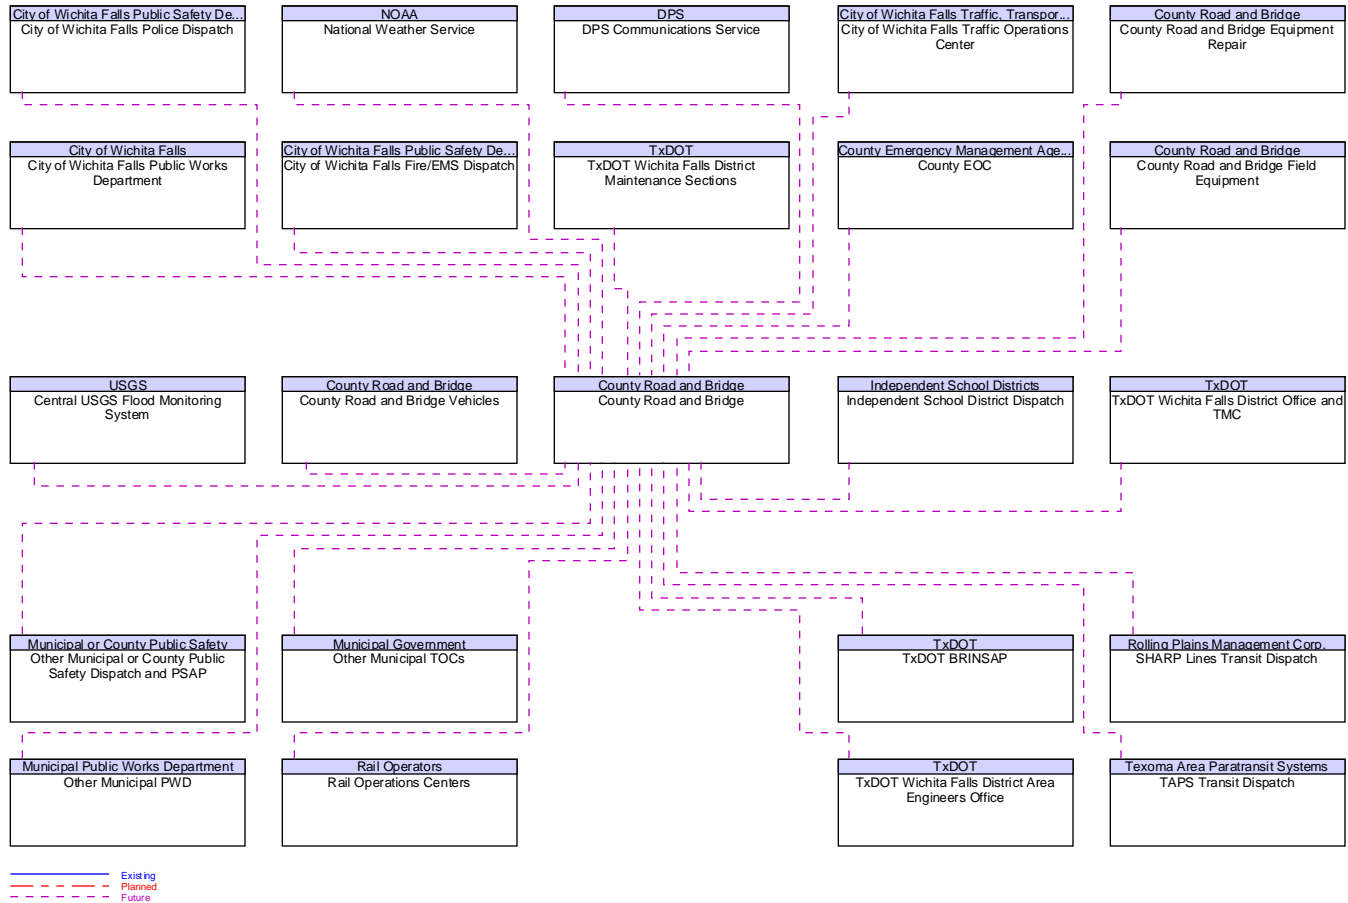 City of Wichita Falls Public Safety De...
City of Wichita Falls Police Dispatch
NOAA
National Weather Service
DPS
DPS Communications Service
City of Wichita Falls Traffic, Transpor...
City of Wichita Falls Traffic Operations
Center
County Road and Bridge
County Road and Bridge Equipment
Repair
City of Wichita Falls
City of Wichita Falls Public Works
Department
City of Wichita Falls Public Safety De...
City of Wichita Falls Fire/EMS Dispatch
TxDOT
TxDOT Wichita Falls District
Maintenance Sections
County Emergency Management Age...
County EOC
County Road and Bridge
County Road and Bridge Field
Equipment
USGS
Central USGS Flood Monitoring
System
County Road and Bridge
County Road and Bridge Vehicles
County Road and Bridge
County Road and Bridge
Independent School Districts
Independent School District Dispatch
TxDOT
TxDOT Wichita Falls District Office and
TMC
Municipal or County Public Safety
Other Municipal or County Public
Safety Dispatch and PSAP
Municipal Government
Other Municipal TOCs
TxDOT
TxDOT BRINSAP
Rolling Plains Management Corp.
SHARP Lines Transit Dispatch
Municipal Public Works Department
Other Municipal PWD
Rail Operators
Rail Operations Centers
TxDOT
TxDOT Wichita Falls District Area
Engineers Office
Texoma Area Paratransit Systems
TAPS Transit Dispatch
Existing
Planned
Future